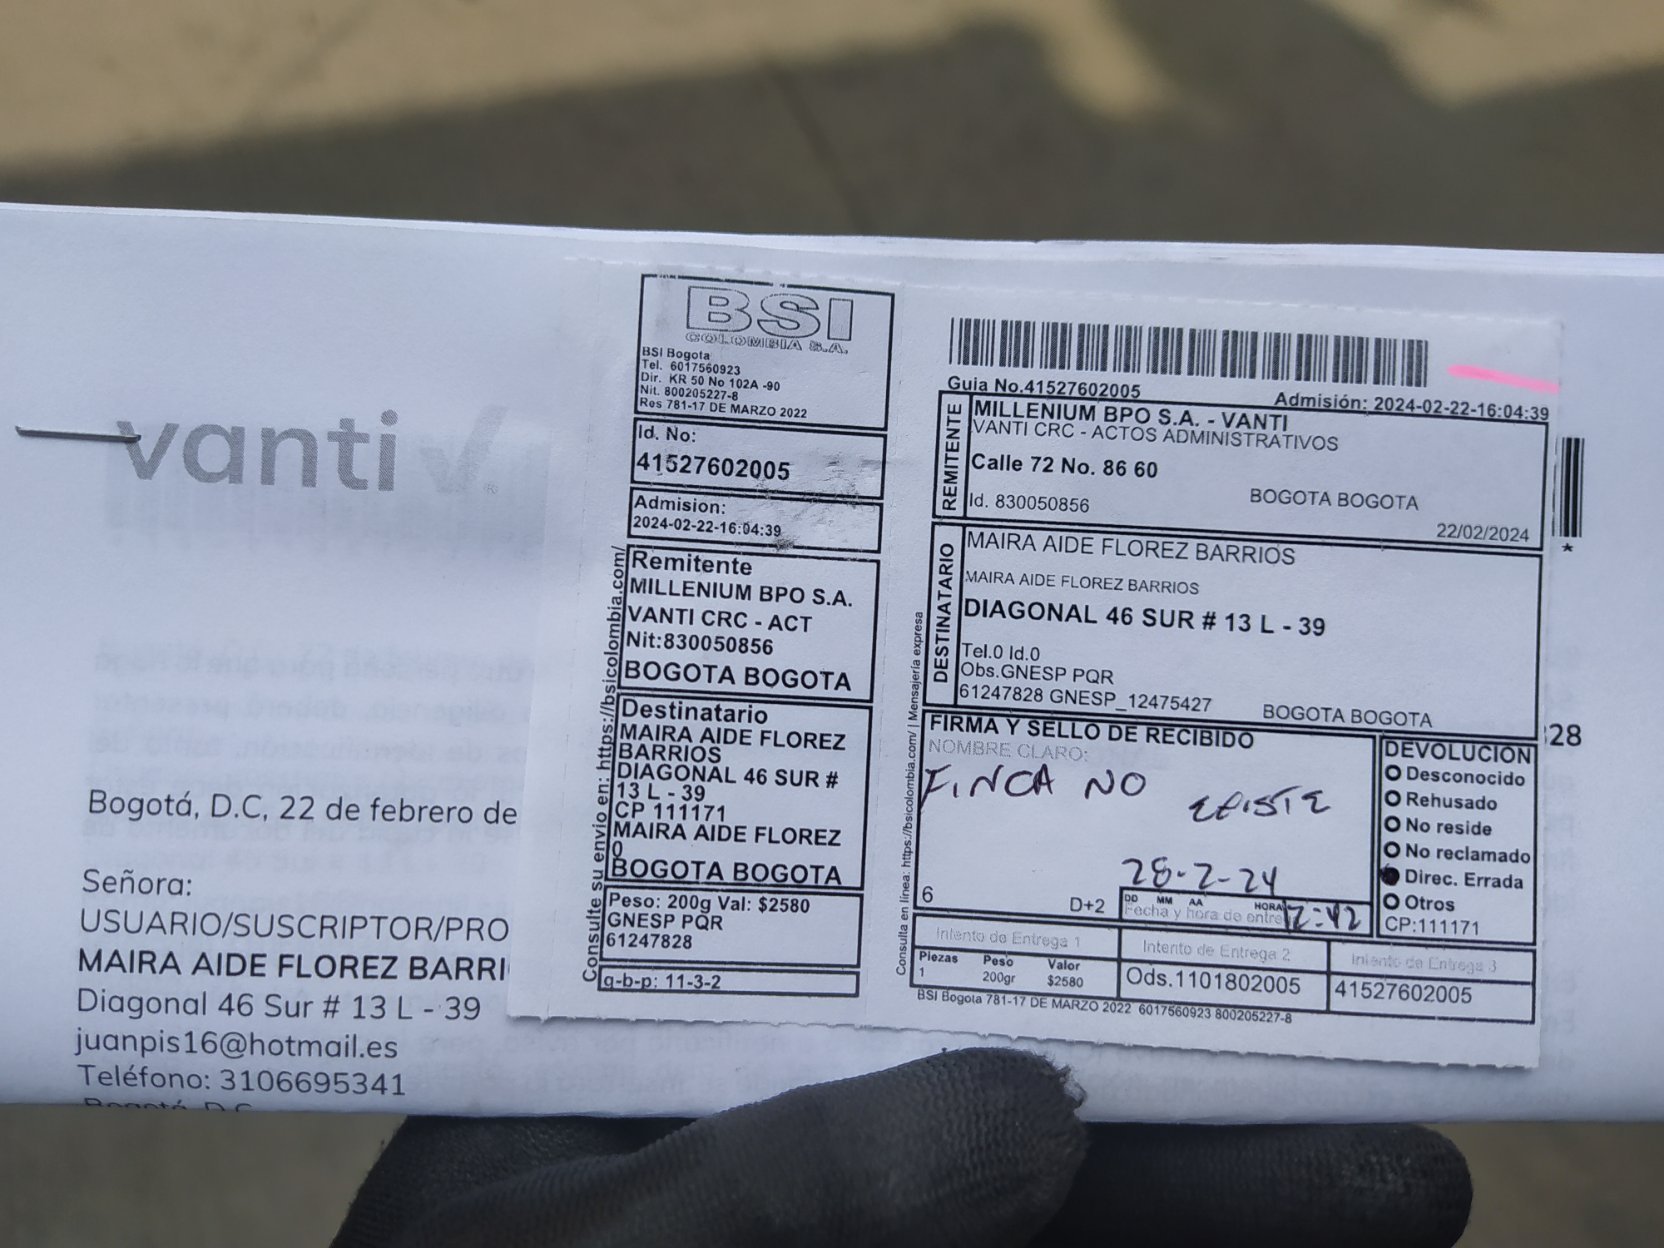 vanti
Bogotá, D.C, 22 de febrero de
Señora:
USUARIO/SUSCRIPTOR/PRO
MAIRA AIDE FLOREZ BARRI
Diagonal 46 Sur # 13 L - 39
juanpis16@hotmail.es
Teléfono: 3106695341
Bogotá, D.C
Consulte su envio en: https://bsicolombia.com/
BSI
COLOMBIA S.A.
BSI Bogota
Tel. 6017560923
Dir. KR 50 No 102A -90
Nit. 800205227-8
Res 781-17 DE MARZO 2022
Id. No:
41527602005
Admision:
2024-02-22-16:04:39
Remitente
MILLENIUM BPO S.A.
VANTI CRC - ACT
Nit:830050856
BOGOTA BOGOTA
Destinatario
MAIRA AIDE FLOREZ
BARRIOS
DIAGONAL 46 SUR #
13 L - 39
CP 111171
MAIRA AIDE FLOREZ
0
BOGOTA BOGOTA
Peso: 200g Val: $2580
GNESP PQR
61247828
q-b-p: 11-3-2
Consulta en linea: https://bsicolombia.com/ | Mensajería expresa
Guia No.41527602005
Admisión: 2024-02-22-16:04:39
REMITENTE
MILLENIUM BPO S.A. - VANTI
VANTI CRC - ACTOS ADMINISTRATIVOS
Calle 72 No. 86 60
Id. 830050856
BOGOTA BOGOTA
22/02/2024
*
DESTINATARIO
MAIRA AIDE FLOREZ BARRIOS
MAIRA AIDE FLOREZ BARRIOS
DIAGONAL 46 SUR # 13 L - 39
Tel.0 Id.0
Obs.GNESP PQR
61247828 GNESP_12475427
BOGOTA BOGOTA
28
FIRMA Y SELLO DE RECIBIDO
NOMBRE CLARO:
FINCA NO
EXISTE
28-2-24
6
D+2
DD MM AA HORA
Fecha y hora de entre
12:42
DEVOLUCION
Desconocido
Rehusado
No reside
No reclamado
Direc. Errada
Otros
CP:111171
Intento de Entrega 1
Intento de Entrega 2
Intento de Entrega 3
Piezas Peso Valor
1 200gr $2580
Ods.1101802005
41527602005
BSI Bogota 781-17 DE MARZO 2022 6017560923 800205227-8